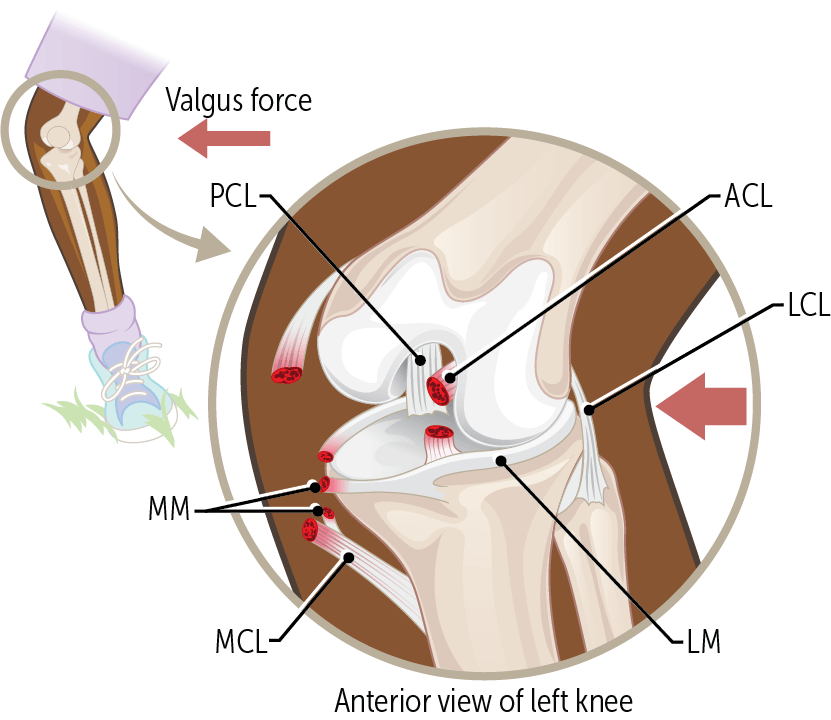 Valgus force
PCL
ACL
LCL
MM
MCL
LM
Anterior view of left knee